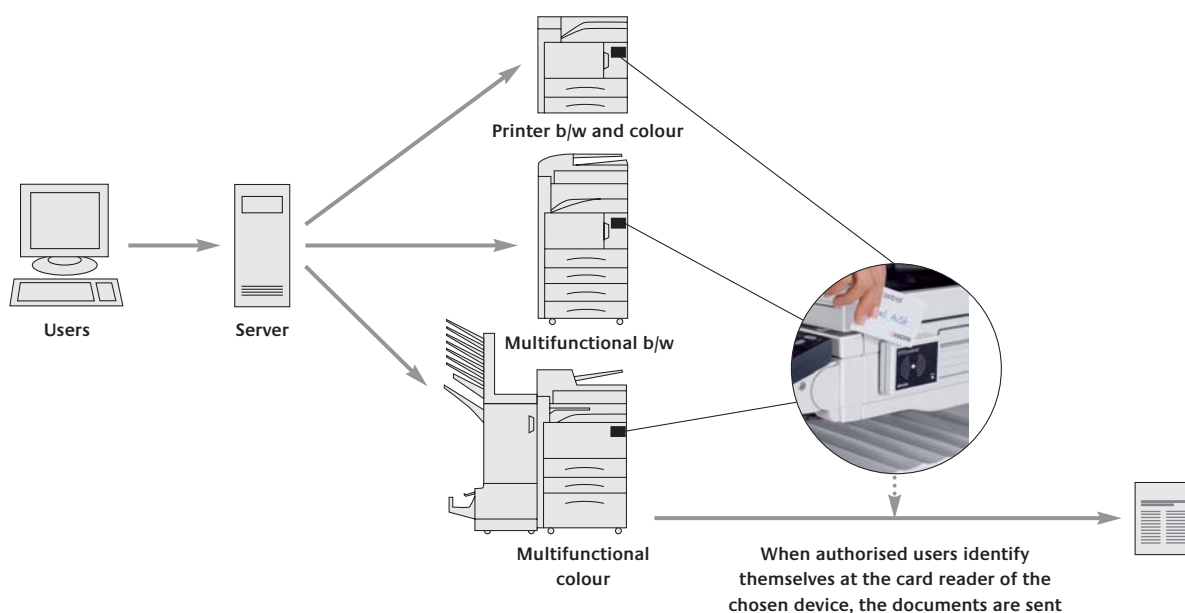 Printer b/w and colour
Users
Server
Multifunctional b/w
Multifunctional
colour
When authorised users identify
themselves at the card reader of the
chosen device, the documents are sent